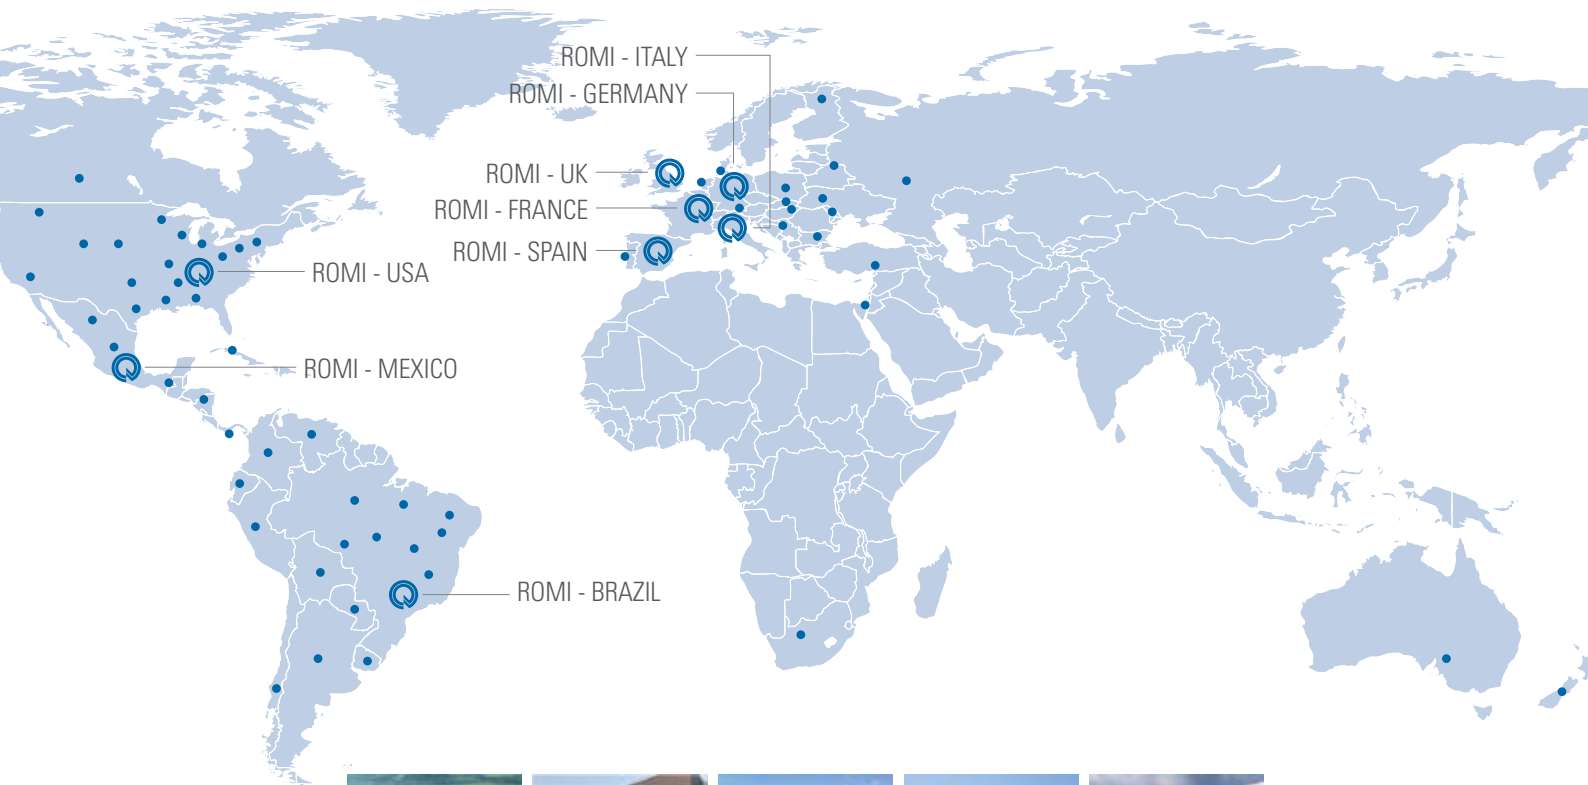 ROMI - ITALY
ROMI - GERMANY
ROMI - UK
ROMI - FRANCE
ROMI - SPAIN
ROMI - USA
ROMI - MEXICO
ROMI - BRAZIL